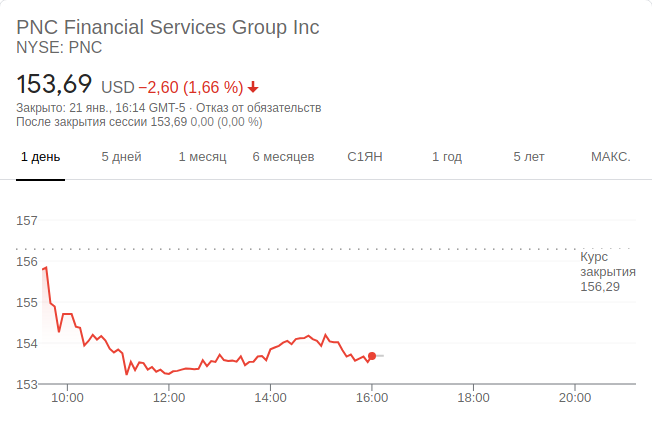 PNC Financial Services Group Inc
NYSE: PNC
153,69 USD −2,60 (1,66 %)
Закрыто: 21 янв., 16:14 GMT-5 · Отказ от обязательств
После закрытия сессии 153,69 0,00 (0,00 %)
1 день 5 дней 1 месяц 6 месяцев С1ЯН 1 год 5 лет МАКС.
157
156
155
154
153
Курс
закрытия
156,29
10:00 12:00 14:00 16:00 18:00 20:00